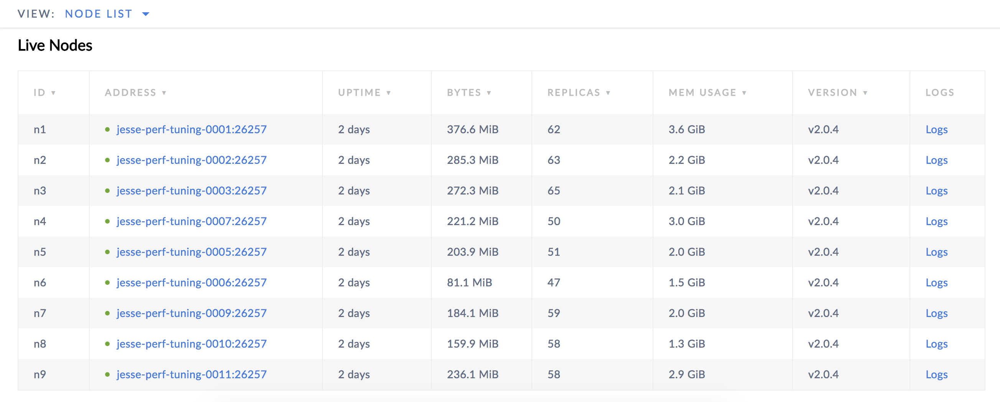 VIEW: NODE LIST
Live Nodes
ID ▼ ADDRESS ▼ UPTIME ▼ BYTES ▼ REPLICAS ▼ MEM USAGE ▼ VERSION ▼ LOGS
n1 jesse-perf-tuning-0001:26257 2 days 376.6 MiB 62 3.6 GiB v2.0.4 Logs
n2 jesse-perf-tuning-0002:26257 2 days 285.3 MiB 63 2.2 GiB v2.0.4 Logs
n3 jesse-perf-tuning-0003:26257 2 days 272.3 MiB 65 2.1 GiB v2.0.4 Logs
n4 jesse-perf-tuning-0007:26257 2 days 221.2 MiB 50 3.0 GiB v2.0.4 Logs
n5 jesse-perf-tuning-0005:26257 2 days 203.9 MiB 51 2.0 GiB v2.0.4 Logs
n6 jesse-perf-tuning-0006:26257 2 days 81.1 MiB 47 1.5 GiB v2.0.4 Logs
n7 jesse-perf-tuning-0009:26257 2 days 184.1 MiB 59 2.0 GiB v2.0.4 Logs
n8 jesse-perf-tuning-0010:26257 2 days 159.9 MiB 58 1.3 GiB v2.0.4 Logs
n9 jesse-perf-tuning-0011:26257 2 days 236.1 MiB 58 2.9 GiB v2.0.4 Logs